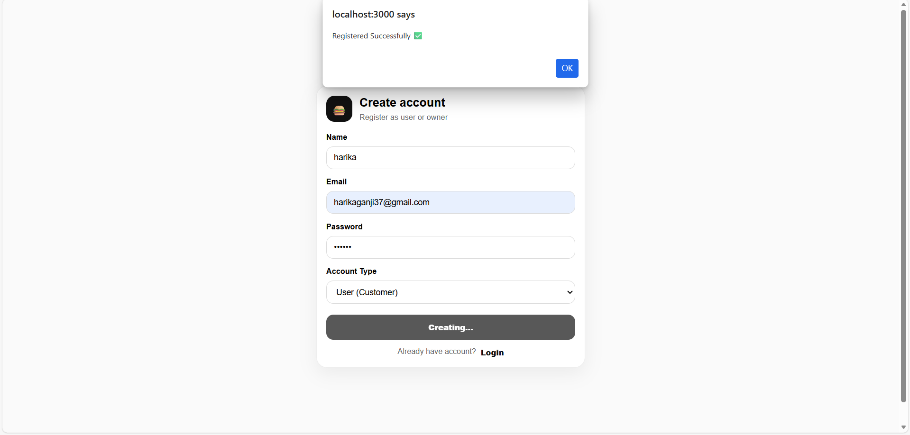 localhost:3000 says
Registered Successfully ✅
OK
Create account
Register as user or owner
Name
harika
Email
harikaganji37@gmail.com
Password
••••••
Account Type
User (Customer)
Creating...
Already have account? Login